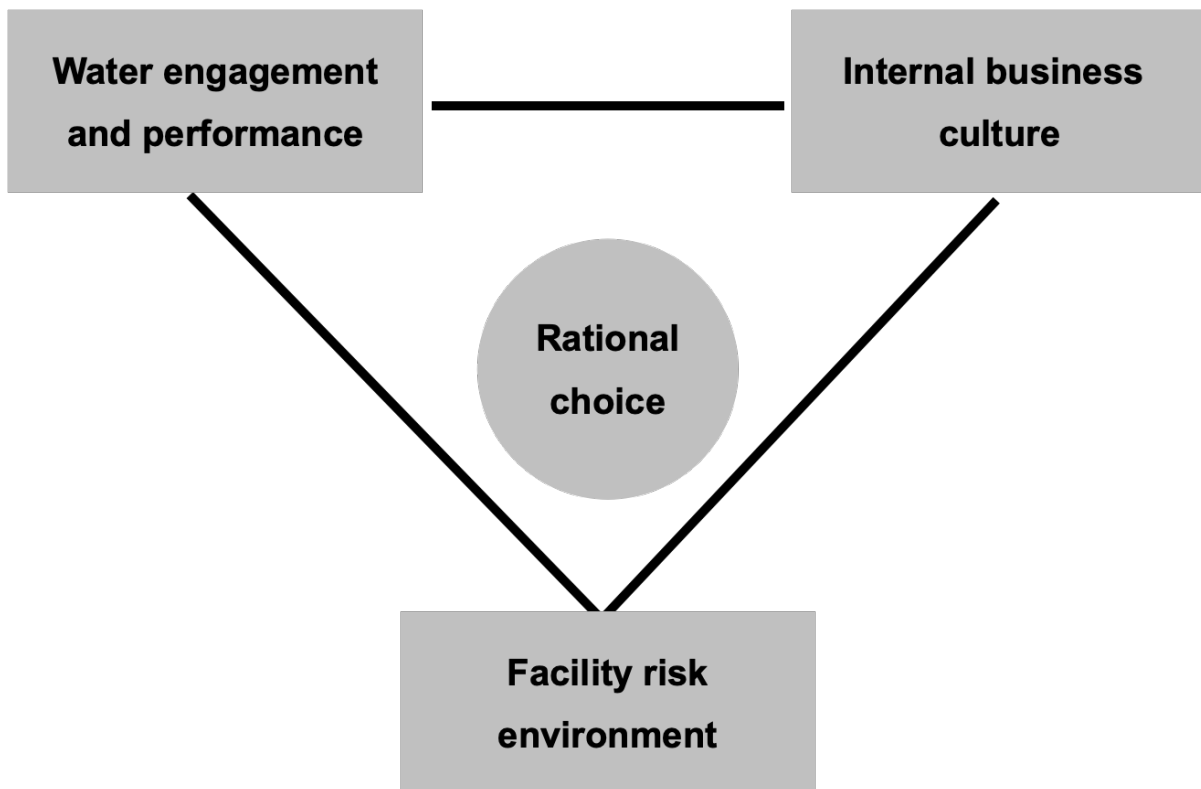 Water engagement
and performance
Internal business
culture
Rational
choice
Facility risk
environment